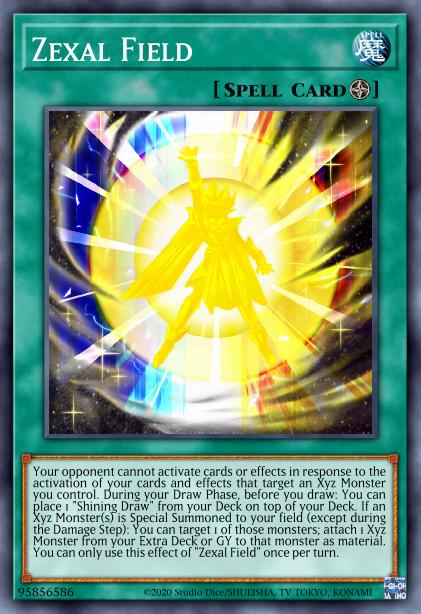 Zexal Field
SPELL
魔
[Spell Card]
Your opponent cannot activate cards or effects in response to the
activation of your cards and effects that target an Xyz Monster
you control. During your Draw Phase, before you draw: You can
place 1 "Shining Draw" from your Deck on top of your Deck. If
an Xyz Monster(s) is Special Summoned to your field (except during
the Damage Step): You can target 1 of those monsters; attach 1 Xyz
Monster from your Extra Deck or GY to that monster as material.
You can only use this effect of "Zexal Field" once per turn.
95856586
©2020 Studio Dice/SHUEISHA, TV TOKYO, KONAMI